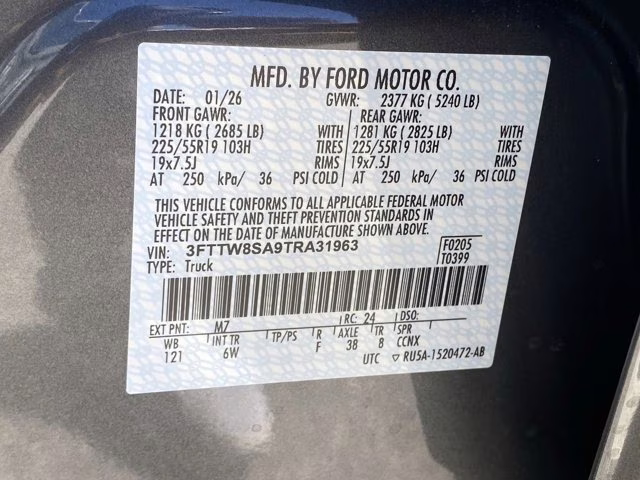 MFD. BY FORD MOTOR CO.
DATE: 01/26 GVWR: 2377 KG ( 5240 LB)
FRONT GAWR: REAR GAWR:
1218 KG ( 2685 LB) WITH 1281 KG ( 2825 LB) WITH
225/55R19 103H TIRES 225/55R19 103H TIRES
19x7.5J RIMS 19x7.5J RIMS
AT 250 kPa/ 36 PSI COLD AT 250 kPa/ 36 PSI COLD
THIS VEHICLE CONFORMS TO ALL APPLICABLE FEDERAL MOTOR
VEHICLE SAFETY AND THEFT PREVENTION STANDARDS IN
EFFECT ON THE DATE OF MANUFACTURE SHOWN ABOVE.
VIN: 3FTTW8SA9TRA31963 F0205
TYPE: Truck T0399
EXT PNT: M7 RC: 24 DSO:
WB INT TR TP/PS R AXLE TR SPR
121 6W F 38 8 CCNX
UTC ▽ RU5A-1520472-AB